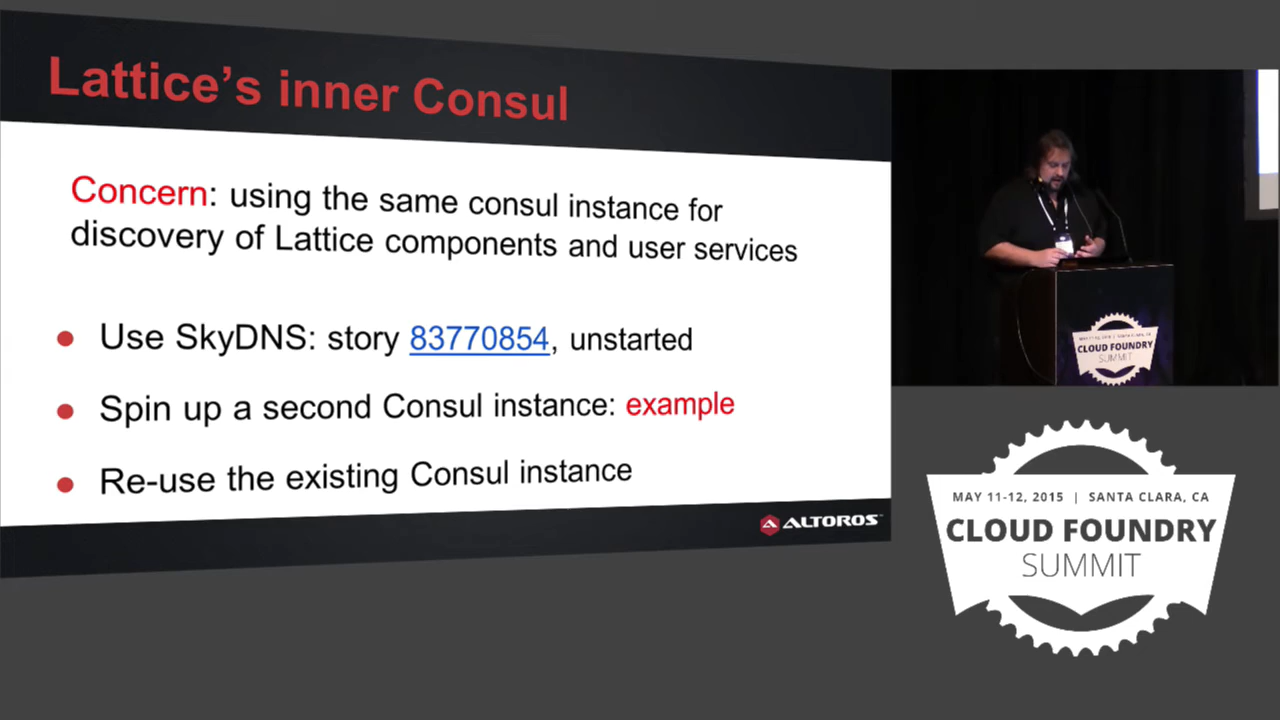 Lattice's inner Consul
Concern: using the same consul instance for
discovery of Lattice components and user services
Use SkyDNS: story 83770854, unstarted
Spin up a second Consul instance: example
Re-use the existing Consul instance
ALTOROS
CLOUD FOUNDRY
SUMMIT
MAY 11-12, 2015 | SANTA CLARA, CA
CLOUD FOUNDRY
SUMMIT